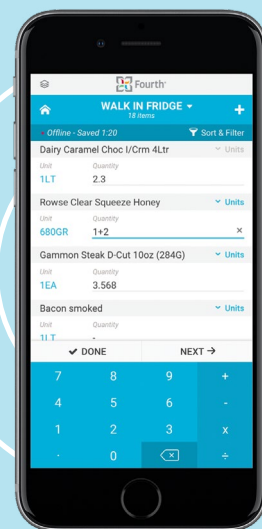 Fourth
WALK IN FRIDGE
18 items
Offline - Saved 1:20 Sort & Filter
Dairy Caramel Choc I/Crm 4Ltr Units
Unit Quantity
1LT 2.3
Rowse Clear Squeeze Honey Units
Unit Quantity
680GR 1+2 ×
Gammon Steak D-Cut 10oz (284G) Units
Unit Quantity
1EA 3.568
Bacon smoked Units
Unit Quantity
1LT -
DONE NEXT →
7 8 9 +
4 5 6 -
1 2 3 x
. 0 ÷